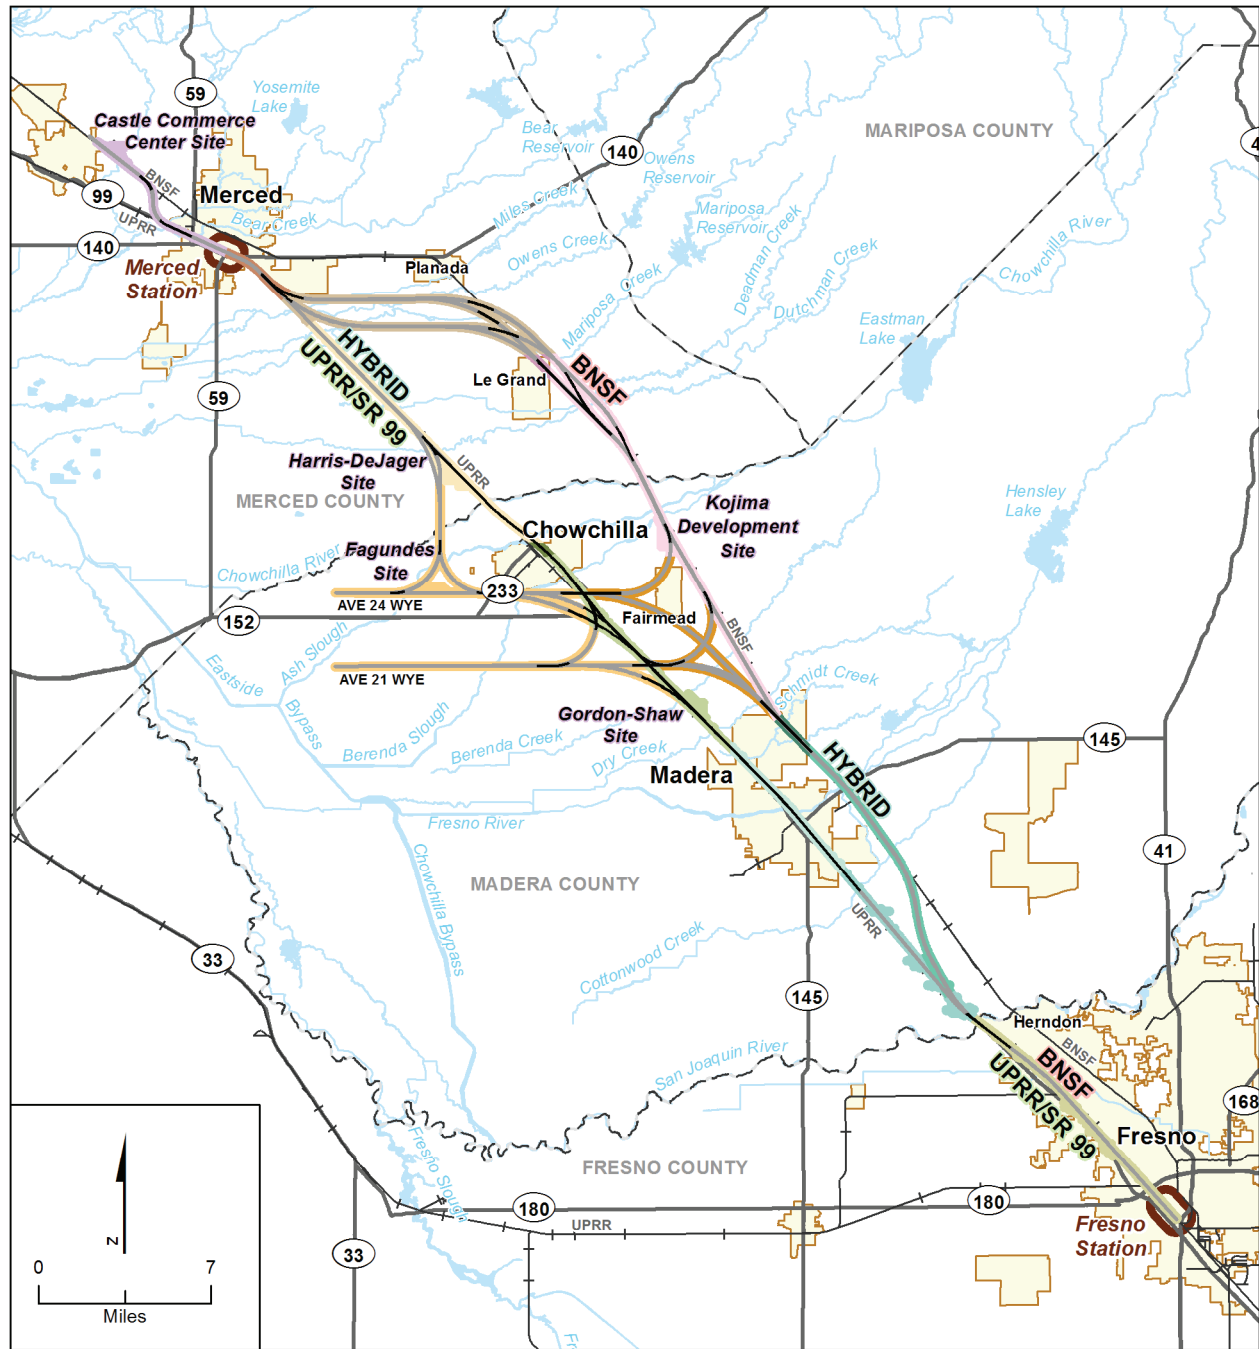 59
Yosemite
Lake
Castle Commerce
Center Site
Bear
Reservoir
MARIPOSA COUNTY
140
Owens
Reservoir
BNSF
99
Merced
UPRR
Bear Creek
Miles Creek
Mariposa
Reservoir
Deadman Creek
Dutchman Creek
Chowchilla River
140
Owens Creek
Merced
Station
Planada
Mariposa Creek
Eastman
Lake
HYBRID
UPRR/SR 99
BNSF
Le Grand
59
Harris-DeJager
Site
UPRR
MERCED COUNTY
Kojima
Development
Site
Hensley
Lake
Chowchilla
Fagundes
Site
Chowchilla River
233
AVE 24 WYE
Fairmead
152
BNSF
Ash Slough
Eastside
Bypass
AVE 21 WYE
Schmidt Creek
Gordon-Shaw
Site
Berenda Slough
Berenda Creek
Dry Creek
145
HYBRID
Madera
Fresno River
41
Chowchilla Bypass
MADERA COUNTY
UPRR
Cottonwood Creek
33
145
Herndon
BNSF
San Joaquin River
BNSF
UPRR/SR 99
168
Fresno
Fresno Slough
FRESNO COUNTY
180
180
UPRR
Fresno
Station
33
N
0
7
Miles